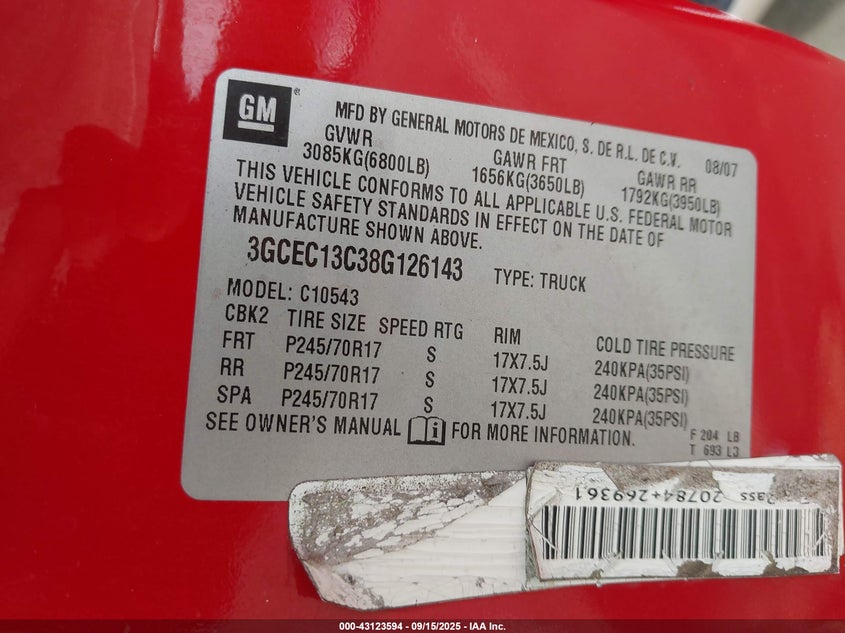 GM ®
MFD BY GENERAL MOTORS DE MEXICO, S. DE R.L. DE C.V. 08/07
GVWR GAWR FRT GAWR RR
3085KG(6800LB) 1656KG(3650LB) 1792KG(3950LB)
THIS VEHICLE CONFORMS TO ALL APPLICABLE U.S. FEDERAL MOTOR
VEHICLE SAFETY STANDARDS IN EFFECT ON THE DATE OF
MANUFACTURE SHOWN ABOVE.
3GCEC13C38G126143 TYPE: TRUCK
MODEL: C10543
CBK2 TIRE SIZE SPEED RTG RIM COLD TIRE PRESSURE
FRT P245/70R17 S 17X7.5J 240KPA(35PSI)
RR P245/70R17 S 17X7.5J 240KPA(35PSI)
SPA P245/70R17 S 17X7.5J 240KPA(35PSI)
SEE OWNER'S MANUAL FOR MORE INFORMATION.
F 204 LB
T 693 L3
Pass 20784+269361
000-43123594 - 09/15/2025 - IAA Inc.